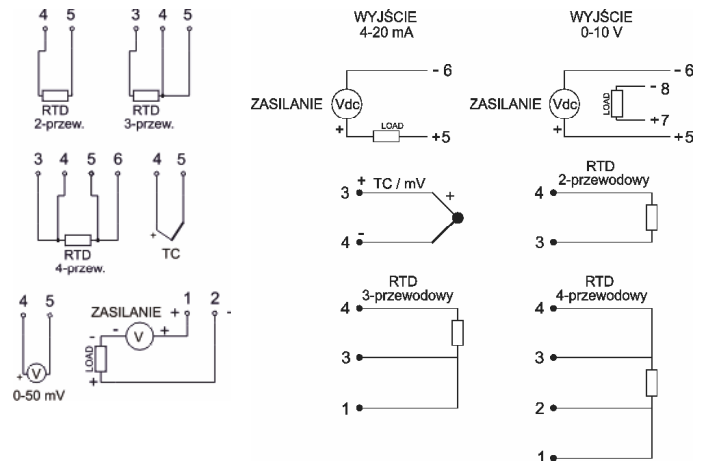 4 5
RTD
2-przew.
3 4 5
RTD
3-przew.
3 4 5 6
RTD
4-przew.
4 5
+
TC
4 5
+ V
0-50 mV
ZASILANIE + 1 2 -
- - V +
LOAD
+
WYJŚCIE
4-20 mA
- 6
ZASILANIE Vdc
+ LOAD +5
WYJŚCIE
0-10 V
- 6
ZASILANIE Vdc
LOAD - 8
+7
+ +5
3 + TC / mV +
4 -
RTD
2-przewodowy
4
3
RTD
3-przewodowy
4
3
1
RTD
4-przewodowy
4
3
2
1